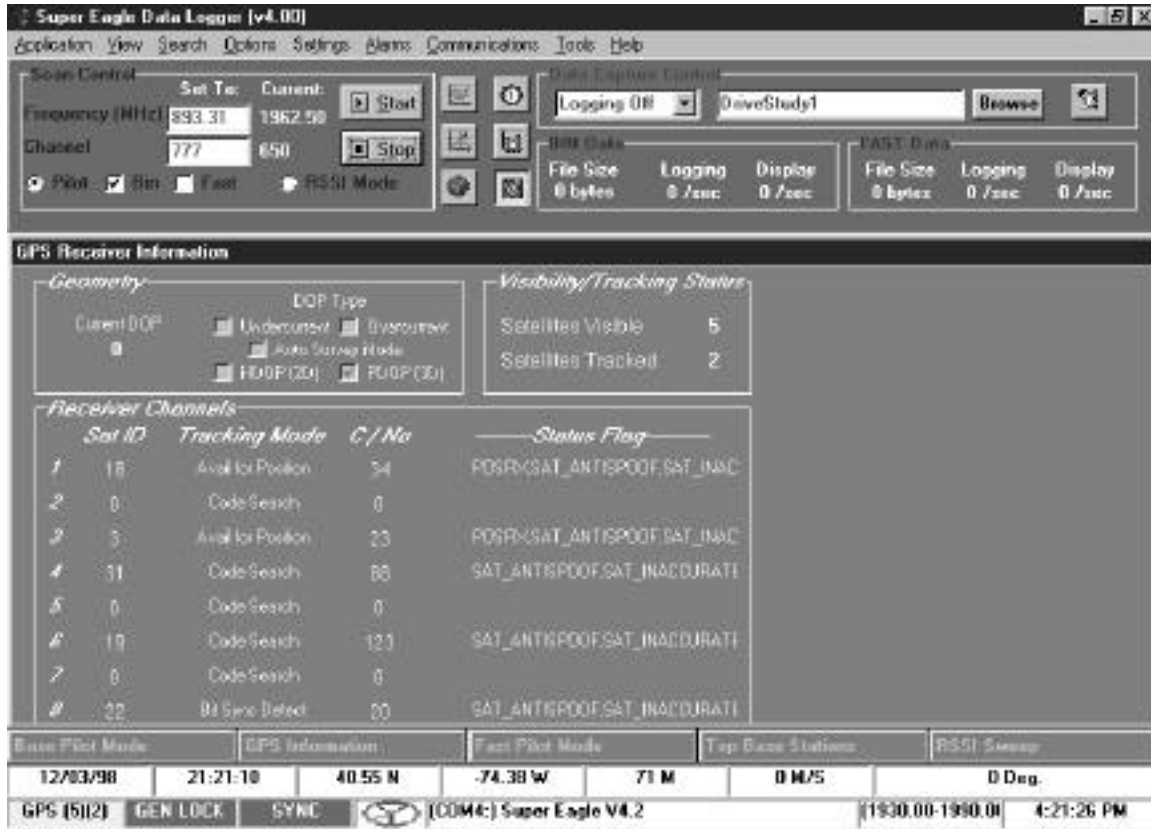 Super Eagle Data Logger [v4.00]
Application View Search Options Settings Alarms Communications Tools Help
Scan Control
Set To: Current:
Frequency (MHz) 893.31 1962.50
Channel 777 650
Start
Stop
Pilot Bin Fast RSSI Mode
Data Capture Control
Logging Off DriveStudy1 Browse
BIN Data
File Size Logging Display
0 bytes 0 /sec 0 /sec
FAST Data
File Size Logging Display
0 bytes 0 /sec 0 /sec
GPS Receiver Information
Geometry
Current DOP
0
DOP Type
Undercurrent Overcurrent
Auto Survey Mode
HDOP(2D) PDOP(3D)
Visibility/Tracking Status
Satellites Visible 5
Satellites Tracked 2
Receiver Channels
Sat ID Tracking Mode C / No Status Flag
1 18 Avail for Position 34 POSRX,SAT_ANTISPOOF,SAT_INAC
2 0 Code Search 0
3 3 Avail for Position 23 POSRX,SAT_ANTISPOOF,SAT_INAC
4 31 Code Search 88 SAT_ANTISPOOF,SAT_INACCURATE
5 0 Code Search 0
6 19 Code Search 123 SAT_ANTISPOOF,SAT_INACCURATE
7 0 Code Search 0
8 22 Bit Sync Detect 20 SAT_ANTISPOOF,SAT_INACCURATE
Base Pilot Mode GPS Information Fast Pilot Mode Top Base Stations RSSI Sweep
12/03/98 21:21:10 40.55 N -74.38 W 71 M 0 M/S 0 Deg.
GPS [5][2] GEN LOCK SYNC (COM4:) Super Eagle V4.2 (1930.00-1990.0( 4:21:26 PM